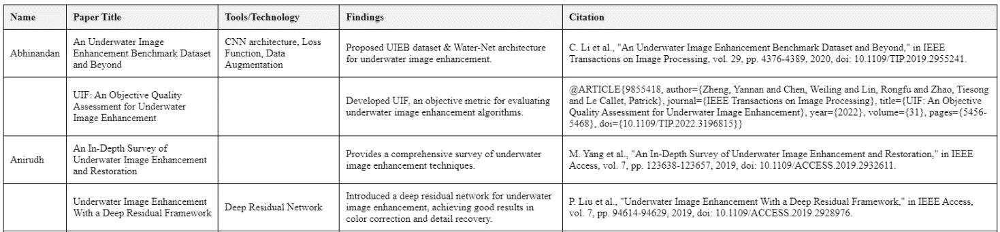 Name Paper Title Tools/Technology Findings Citation
Abhinandan
An Underwater Image
Enhancement Benchmark Dataset
and Beyond
CNN architecture, Loss
Function, Data
Augmentation
Proposed UIEB dataset & Water-Net architecture
for underwater image enhancement.
C. Li et al., "An Underwater Image Enhancement Benchmark Dataset and Beyond," in IEEE
Transactions on Image Processing, vol. 29, pp. 4376-4389, 2020, doi: 10.1109/TIP.2019.2955241.
UIF: An Objective Quality
Assessment for Underwater
Image Enhancement
Developed UIF, an objective metric for evaluating
underwater image enhancement algorithms.
@ARTICLE{9855418, author={Zheng, Yannan and Chen, Weiling and Lin, Rongfu and Zhao, Tiesong
and Le Callet, Patrick}, journal={IEEE Transactions on Image Processing}, title={UIF: An Objective
Quality Assessment for Underwater Image Enhancement}, year={2022}, volume={31}, pages={5456-
5468}, doi={10.1109/TIP.2022.3196815}}
Anirudh
An In-Depth Survey of
Underwater Image Enhancement
and Restoration
Provides a comprehensive survey of underwater
image enhancement techniques.
M. Yang et al., "An In-Depth Survey of Underwater Image Enhancement and Restoration," in IEEE
Access, vol. 7, pp. 123638-123657, 2019, doi: 10.1109/ACCESS.2019.2932611.
Underwater Image Enhancement
With a Deep Residual Framework
Deep Residual Network
Introduced a deep residual network for underwater
image enhancement, achieving good results in
color correction and detail recovery.
P. Liu et al., "Underwater Image Enhancement With a Deep Residual Framework," in IEEE Access,
vol. 7, pp. 94614-94629, 2019, doi: 10.1109/ACCESS.2019.2928976.